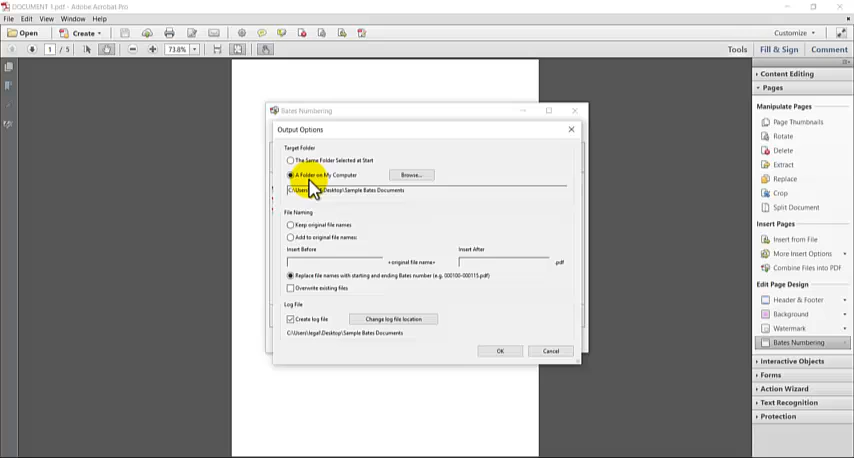 DOCUMENT 1.pdf - Adobe Acrobat Pro
File Edit View Window Help
Open Create Customize
1 / 5 73.8% Tools Fill & Sign Comment
Content Editing
Pages
Manipulate Pages
Page Thumbnails
Rotate
Delete
Extract
Replace
Crop
Split Document
Insert Pages
Insert from File
More Insert Options
Combine Files into PDF
Edit Page Design
Header & Footer
Background
Watermark
Bates Numbering
Interactive Objects
Forms
Action Wizard
Text Recognition
Protection
Bates Numbering
Output Options
Target Folder
The Same Folder Selected at Start
A Folder on My Computer Browse...
Desktop\Sample Bates Documents
File Naming
Keep original file names
Add to original file names:
Insert Before Insert After
+original file name+ .pdf
Replace file names with starting and ending Bates number (e.g. 000100-000115.pdf)
Overwrite existing files
Log File
Create log file Change log file location
C:\Users\legal\Desktop\Sample Bates Documents
OK Cancel